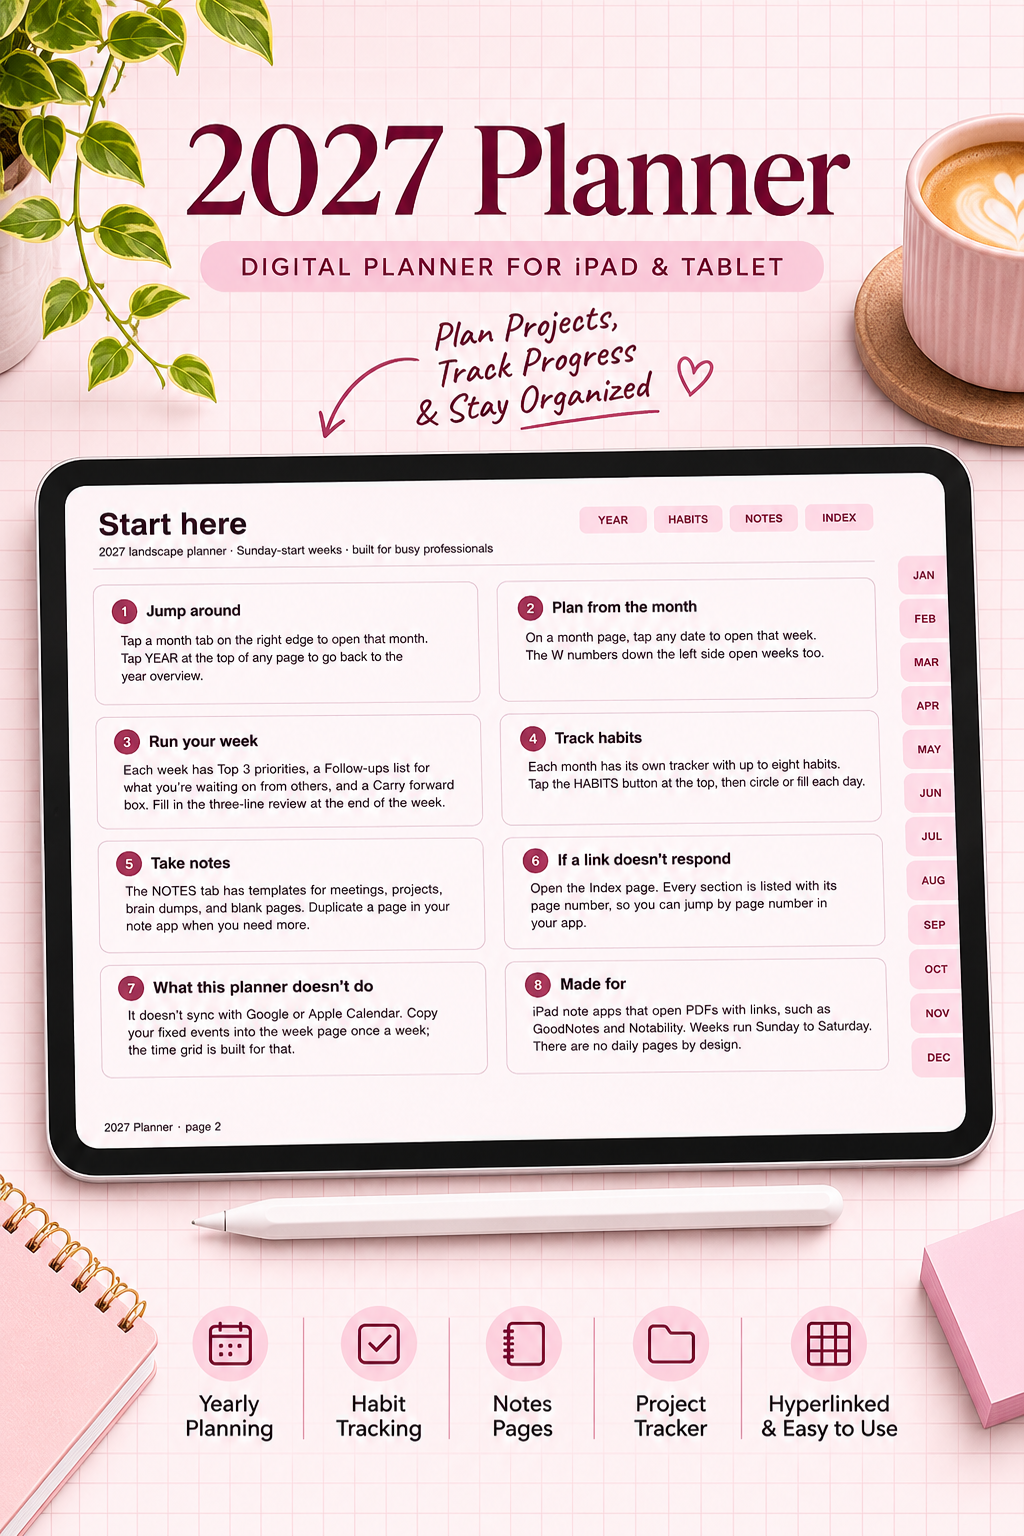 2027 Planner
DIGITAL PLANNER FOR iPAD & TABLET
Plan Projects,
Track Progress
& Stay Organized
Start here
2027 landscape planner · Sunday-start weeks · built for busy professionals
YEAR
HABITS
NOTES
INDEX
1 Jump around
Tap a month tab on the right edge to open that month.
Tap YEAR at the top of any page to go back to the
year overview.
2 Plan from the month
On a month page, tap any date to open that week.
The W numbers down the left side open weeks too.
3 Run your week
Each week has Top 3 priorities, a Follow-ups list for
what you're waiting on from others, and a Carry forward
box. Fill in the three-line review at the end of the week.
4 Track habits
Each month has its own tracker with up to eight habits.
Tap the HABITS button at the top, then circle or fill each day.
5 Take notes
The NOTES tab has templates for meetings, projects,
brain dumps, and blank pages. Duplicate a page in your
note app when you need more.
6 If a link doesn't respond
Open the Index page. Every section is listed with its
page number, so you can jump by page number in
your app.
7 What this planner doesn't do
It doesn't sync with Google or Apple Calendar. Copy
your fixed events into the week page once a week;
the time grid is built for that.
8 Made for
iPad note apps that open PDFs with links, such as
GoodNotes and Notability. Weeks run Sunday to Saturday.
There are no daily pages by design.
JAN
FEB
MAR
APR
MAY
JUN
JUL
AUG
SEP
OCT
NOV
DEC
2027 Planner · page 2
Yearly
Planning
Habit
Tracking
Notes
Pages
Project
Tracker
Hyperlinked
& Easy to Use